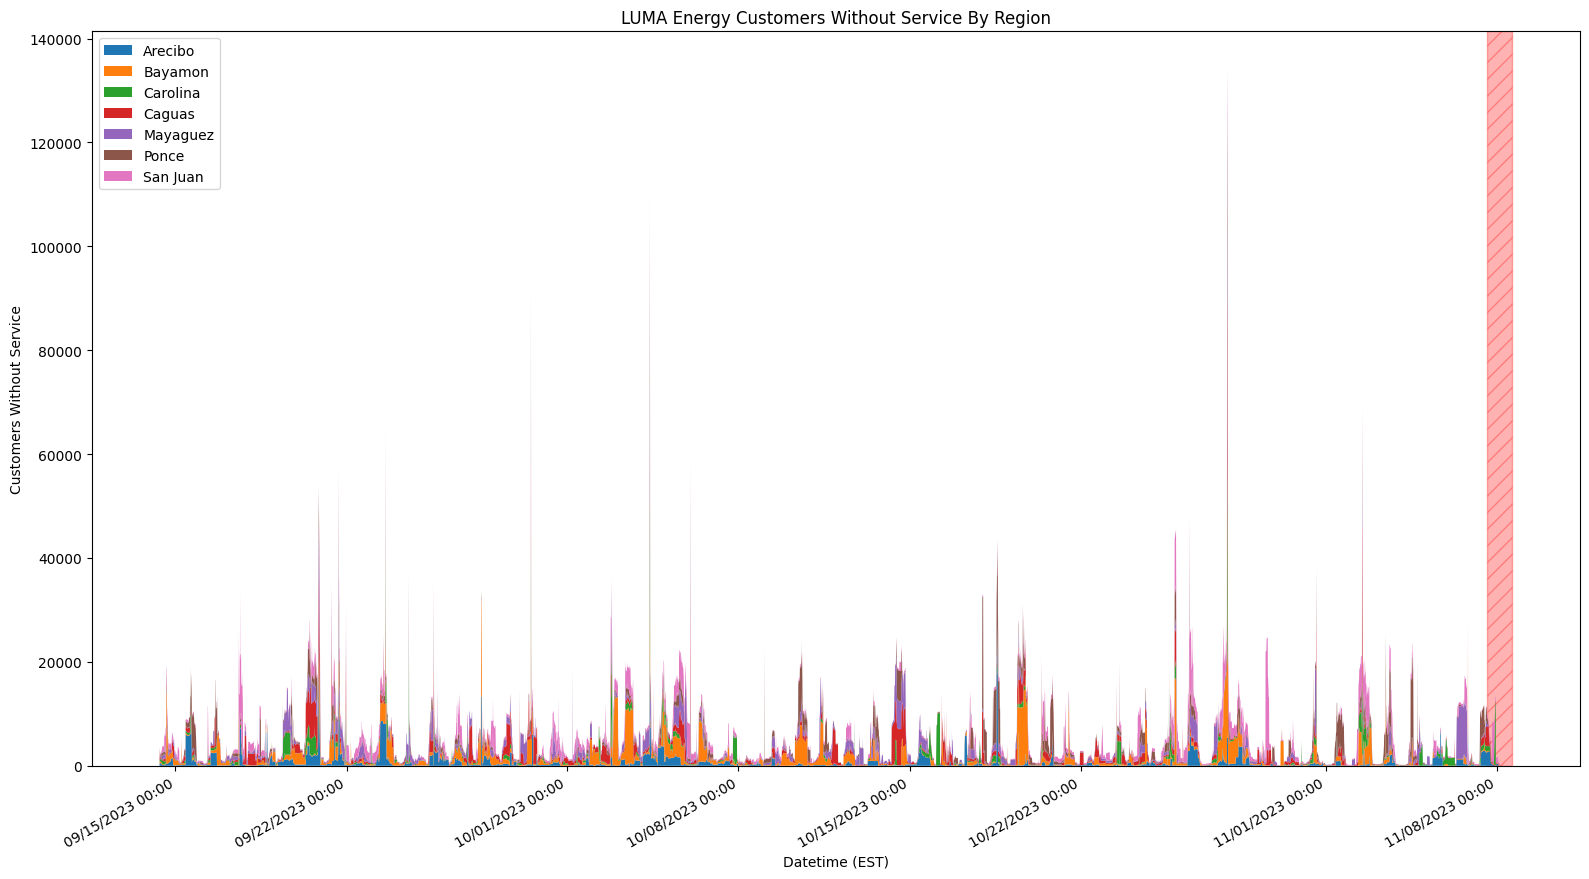 LUMA Energy Customers Without Service By Region
140000
120000
100000
80000
60000
40000
20000
0
Customers Without Service
Arecibo
Bayamon
Carolina
Caguas
Mayaguez
Ponce
San Juan
09/15/2023 00:00
09/22/2023 00:00
10/01/2023 00:00
10/08/2023 00:00
10/15/2023 00:00
10/22/2023 00:00
11/01/2023 00:00
11/08/2023 00:00
Datetime (EST)